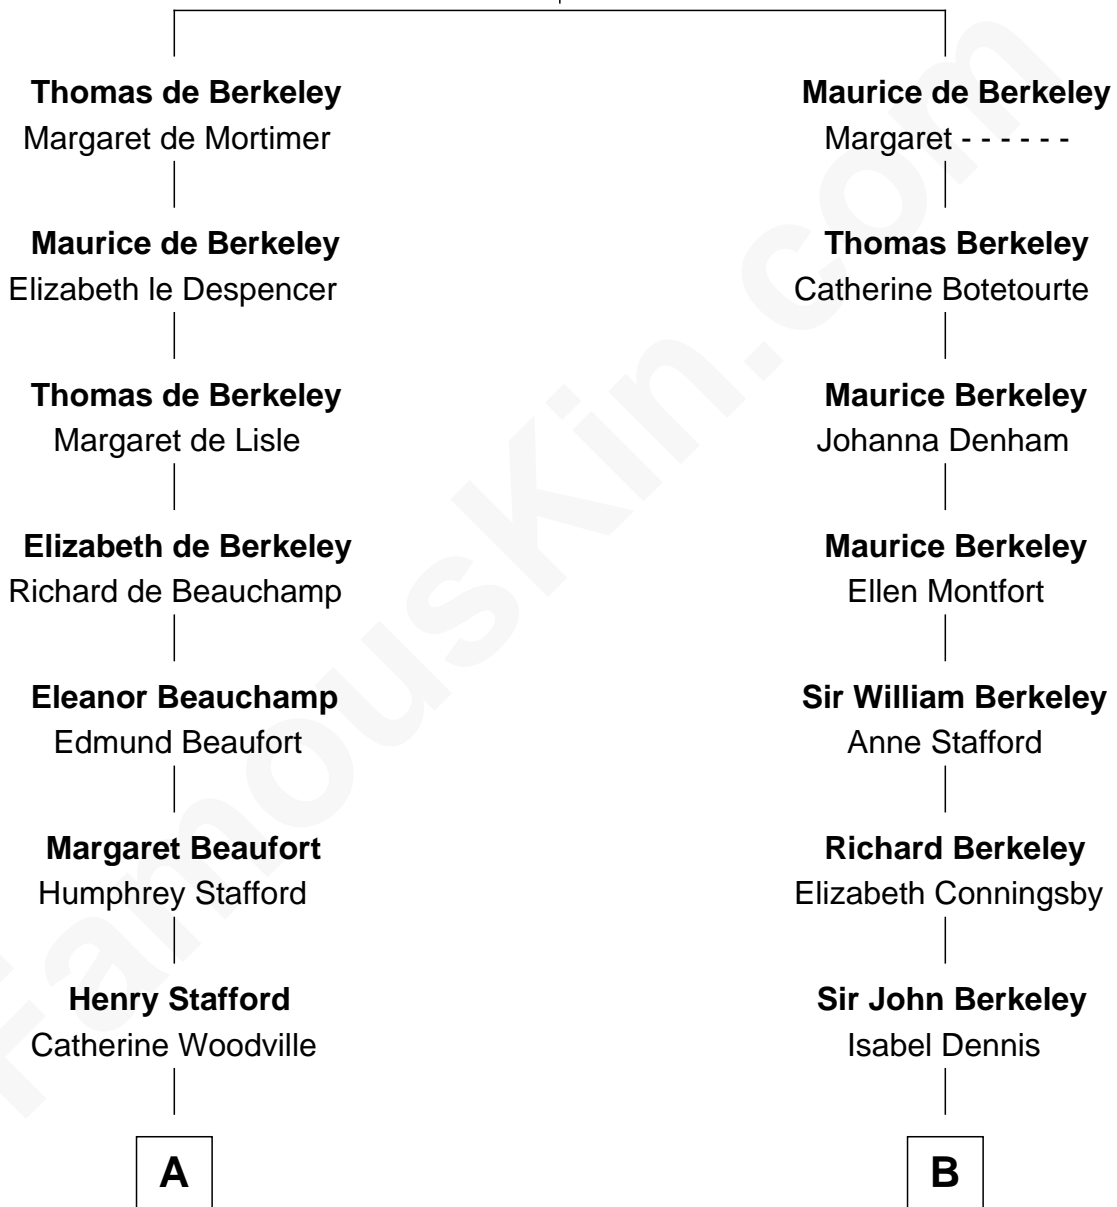 Thomas de Berkeley
Margaret de Mortimer
Maurice de Berkeley
Elizabeth le Despencer
Thomas de Berkeley
Margaret de Lisle
Elizabeth de Berkeley
Richard de Beauchamp
Eleanor Beauchamp
Edmund Beaufort
Margaret Beaufort
Humphrey Stafford
Henry Stafford
Catherine Woodville
A
Maurice de Berkeley
Margaret - - - - - -
Thomas Berkeley
Catherine Botetourte
Maurice Berkeley
Johanna Denham
Maurice Berkeley
Ellen Montfort
Sir William Berkeley
Anne Stafford
Richard Berkeley
Elizabeth Conningsby
Sir John Berkeley
Isabel Dennis
B
FamousKin.com